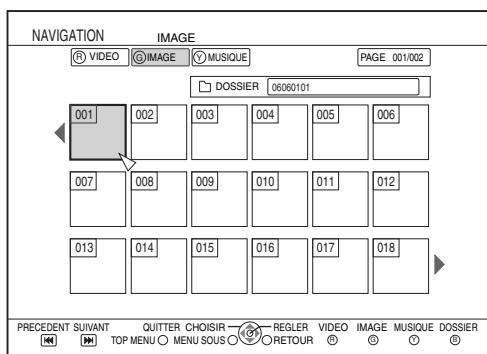 NAVIGATION IMAGE
R VIDEO G IMAGE Y MUSIQUE PAGE 001/002
DOSSIER 06060101
001 002 003 004 005 006
007 008 009 010 011 012
013 014 015 016 017 018
PRECEDENT SUIVANT QUITTER CHOISIR REGLER VIDEO IMAGE MUSIQUE DOSSIER
TOP MENU MENU SOUS RETOUR R G Y B